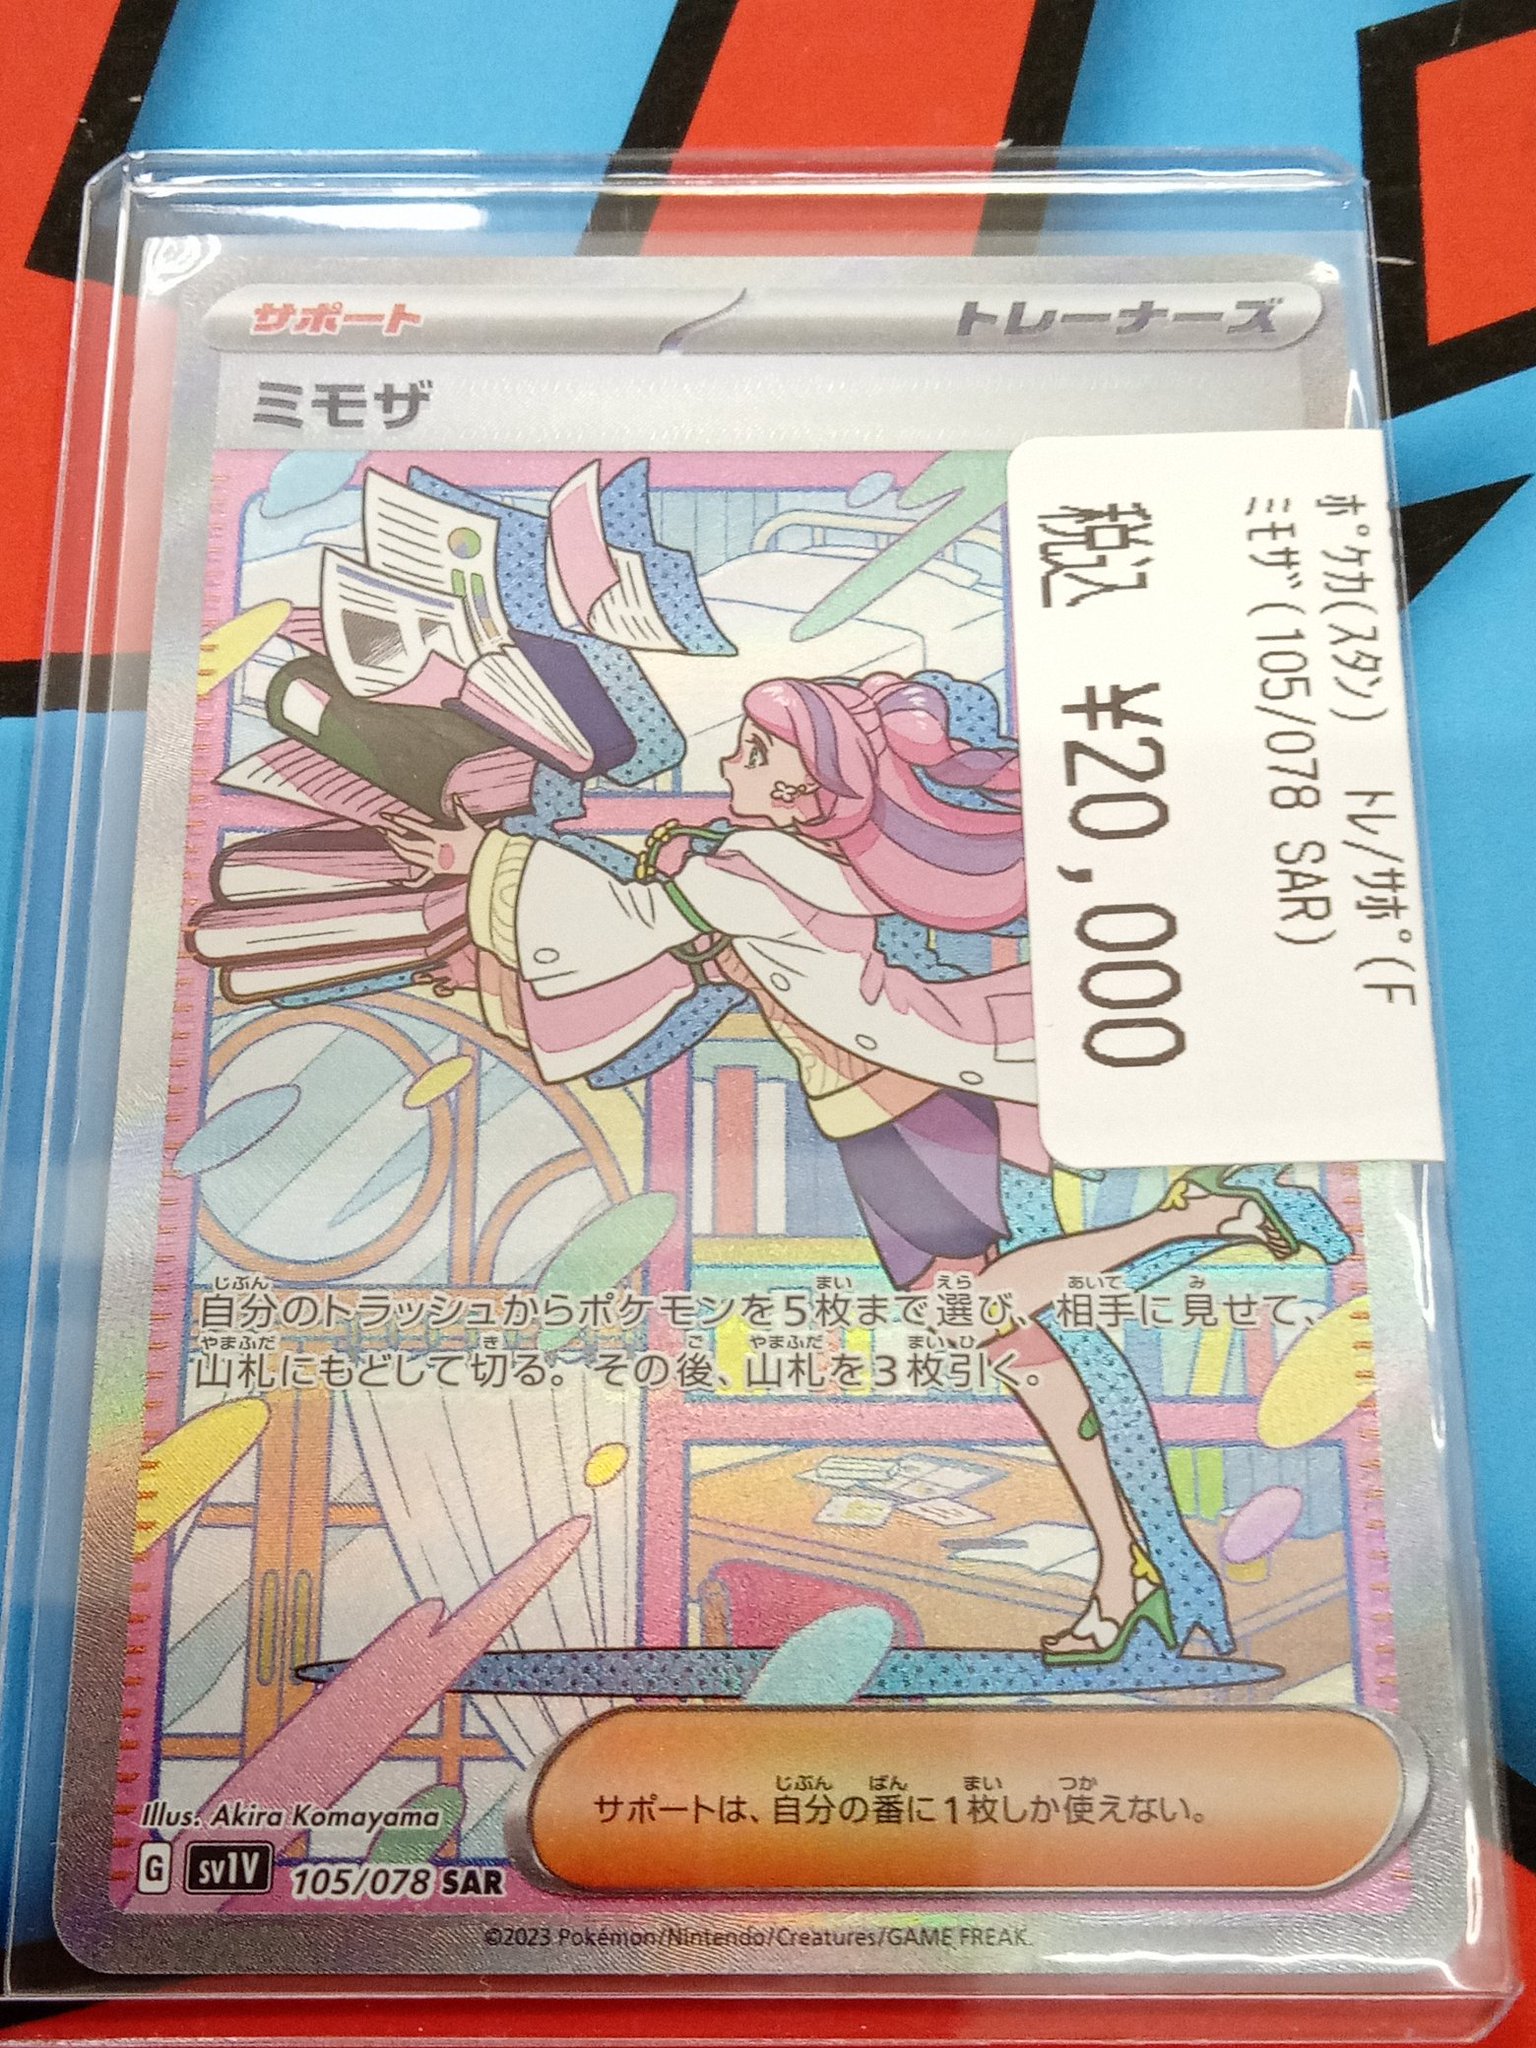 サポート
トレーナーズ
ミモザ
ポケカ(スタン) トレ/サポ(F
ミモザ(105/078 SAR)
税込 ¥20,000
自分のトラッシュからポケモンを5枚まで選び、相手に見せて、
山札にもどして切る。その後、山札を3枚引く。
サポートは、自分の番に1枚しか使えない。
Illus. Akira Komayama
G sv1V 105/078 SAR
©2023 Pokémon/Nintendo/Creatures/GAME FREAK.